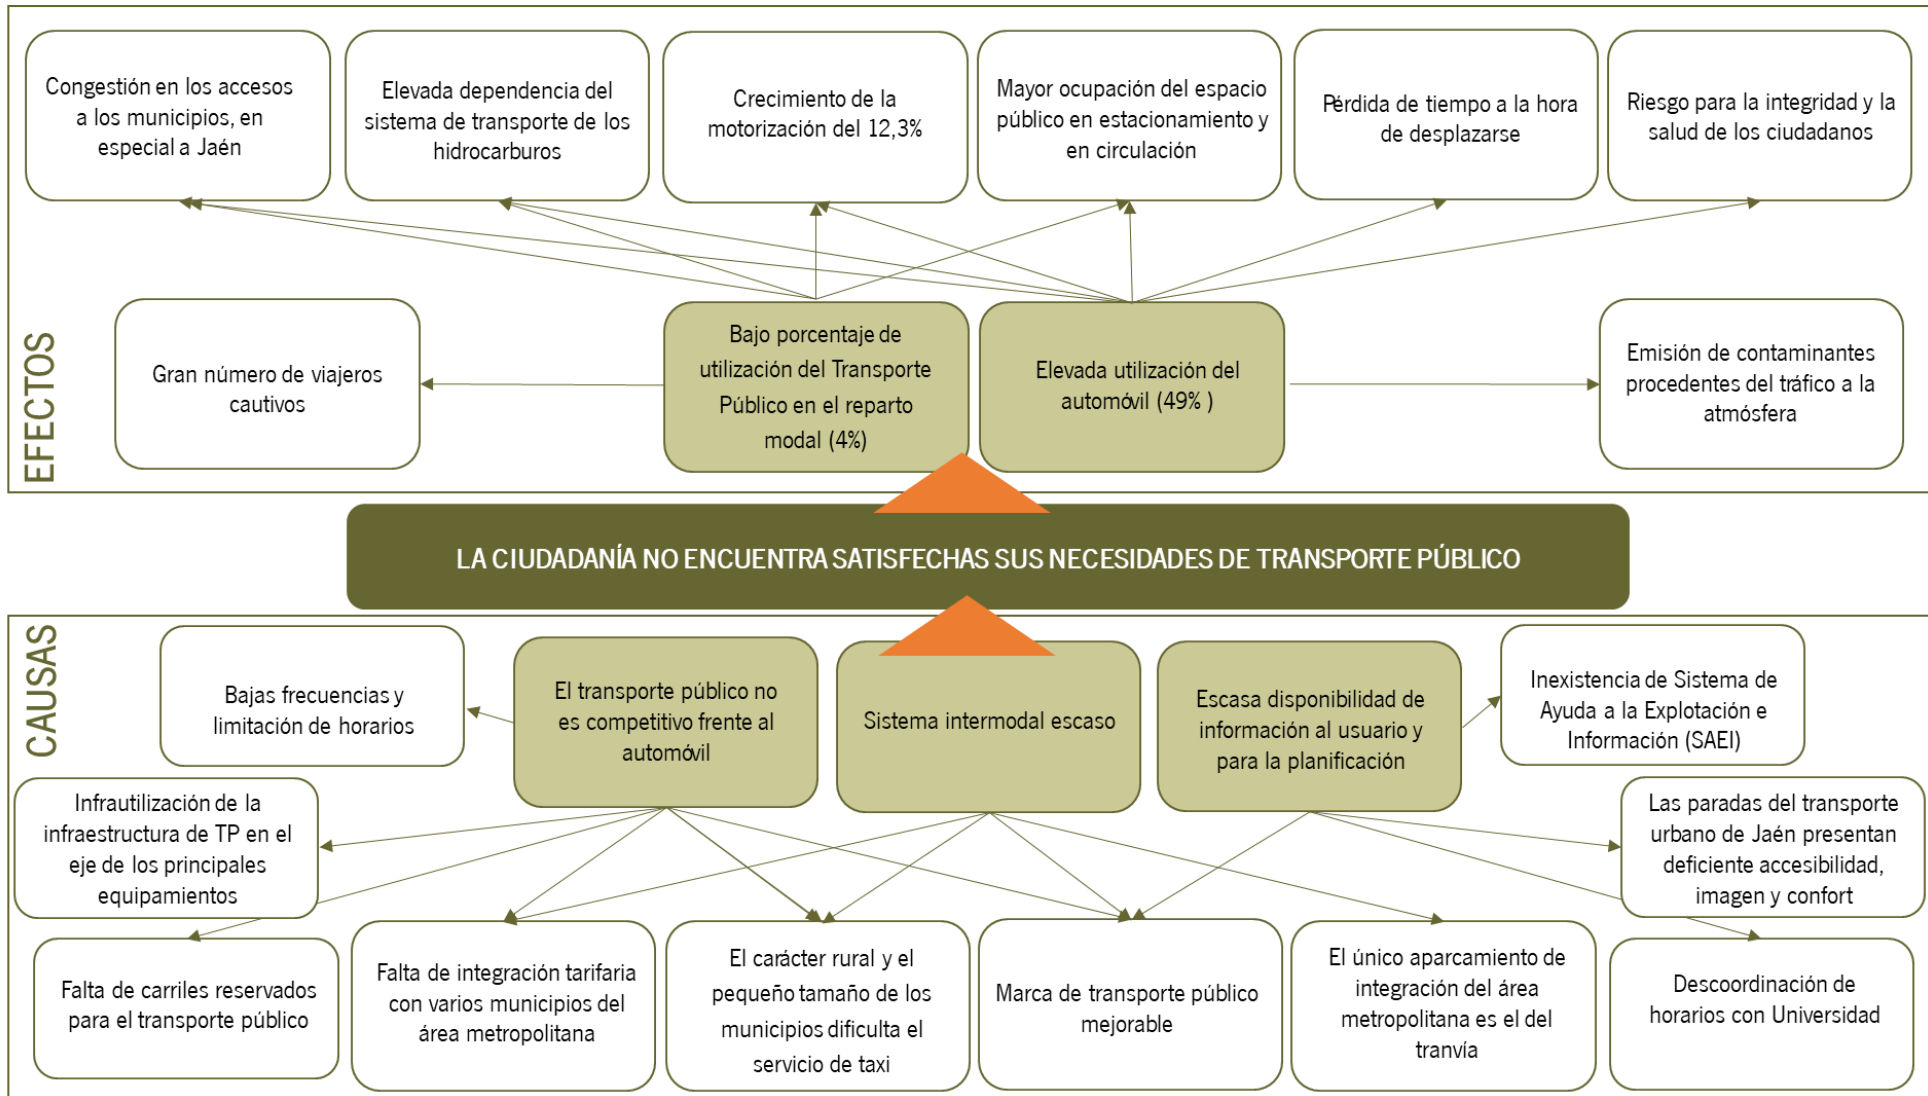 EFECTOS
Congestión en los accesos
a los municipios, en
especial a Jaén
Elevada dependencia del
sistema de transporte de los
hidrocarburos
Crecimiento de la
motorización del 12,3%
Mayor ocupación del espacio
público en estacionamiento y
en circulación
Pérdida de tiempo a la hora
de desplazarse
Riesgo para la integridad y la
salud de los ciudadanos
Gran número de viajeros
cautivos
Bajo porcentaje de
utilización del Transporte
Público en el reparto
modal (4%)
Elevada utilización del
automóvil (49% )
Emisión de contaminantes
procedentes del tráfico a la
atmósfera
LA CIUDADANÍA NO ENCUENTRA SATISFECHAS SUS NECESIDADES DE TRANSPORTE PÚBLICO
CAUSAS
Bajas frecuencias y
limitación de horarios
El transporte público no
es competitivo frente al
automóvil
Sistema intermodal escaso
Escasa disponibilidad de
información al usuario y
para la planificación
Inexistencia de Sistema de
Ayuda a la Explotación e
Información (SAEI)
Infrautilización de la
infraestructura de TP en el
eje de los principales
equipamientos
Las paradas del transporte
urbano de Jaén presentan
deficiente accesibilidad,
imagen y confort
Falta de carriles reservados
para el transporte público
Falta de integración tarifaria
con varios municipios del
área metropolitana
El carácter rural y el
pequeño tamaño de los
municipios dificulta el
servicio de taxi
Marca de transporte público
mejorable
El único aparcamiento de
integración del área
metropolitana es el del
tranvía
Descoordinación de
horarios con Universidad